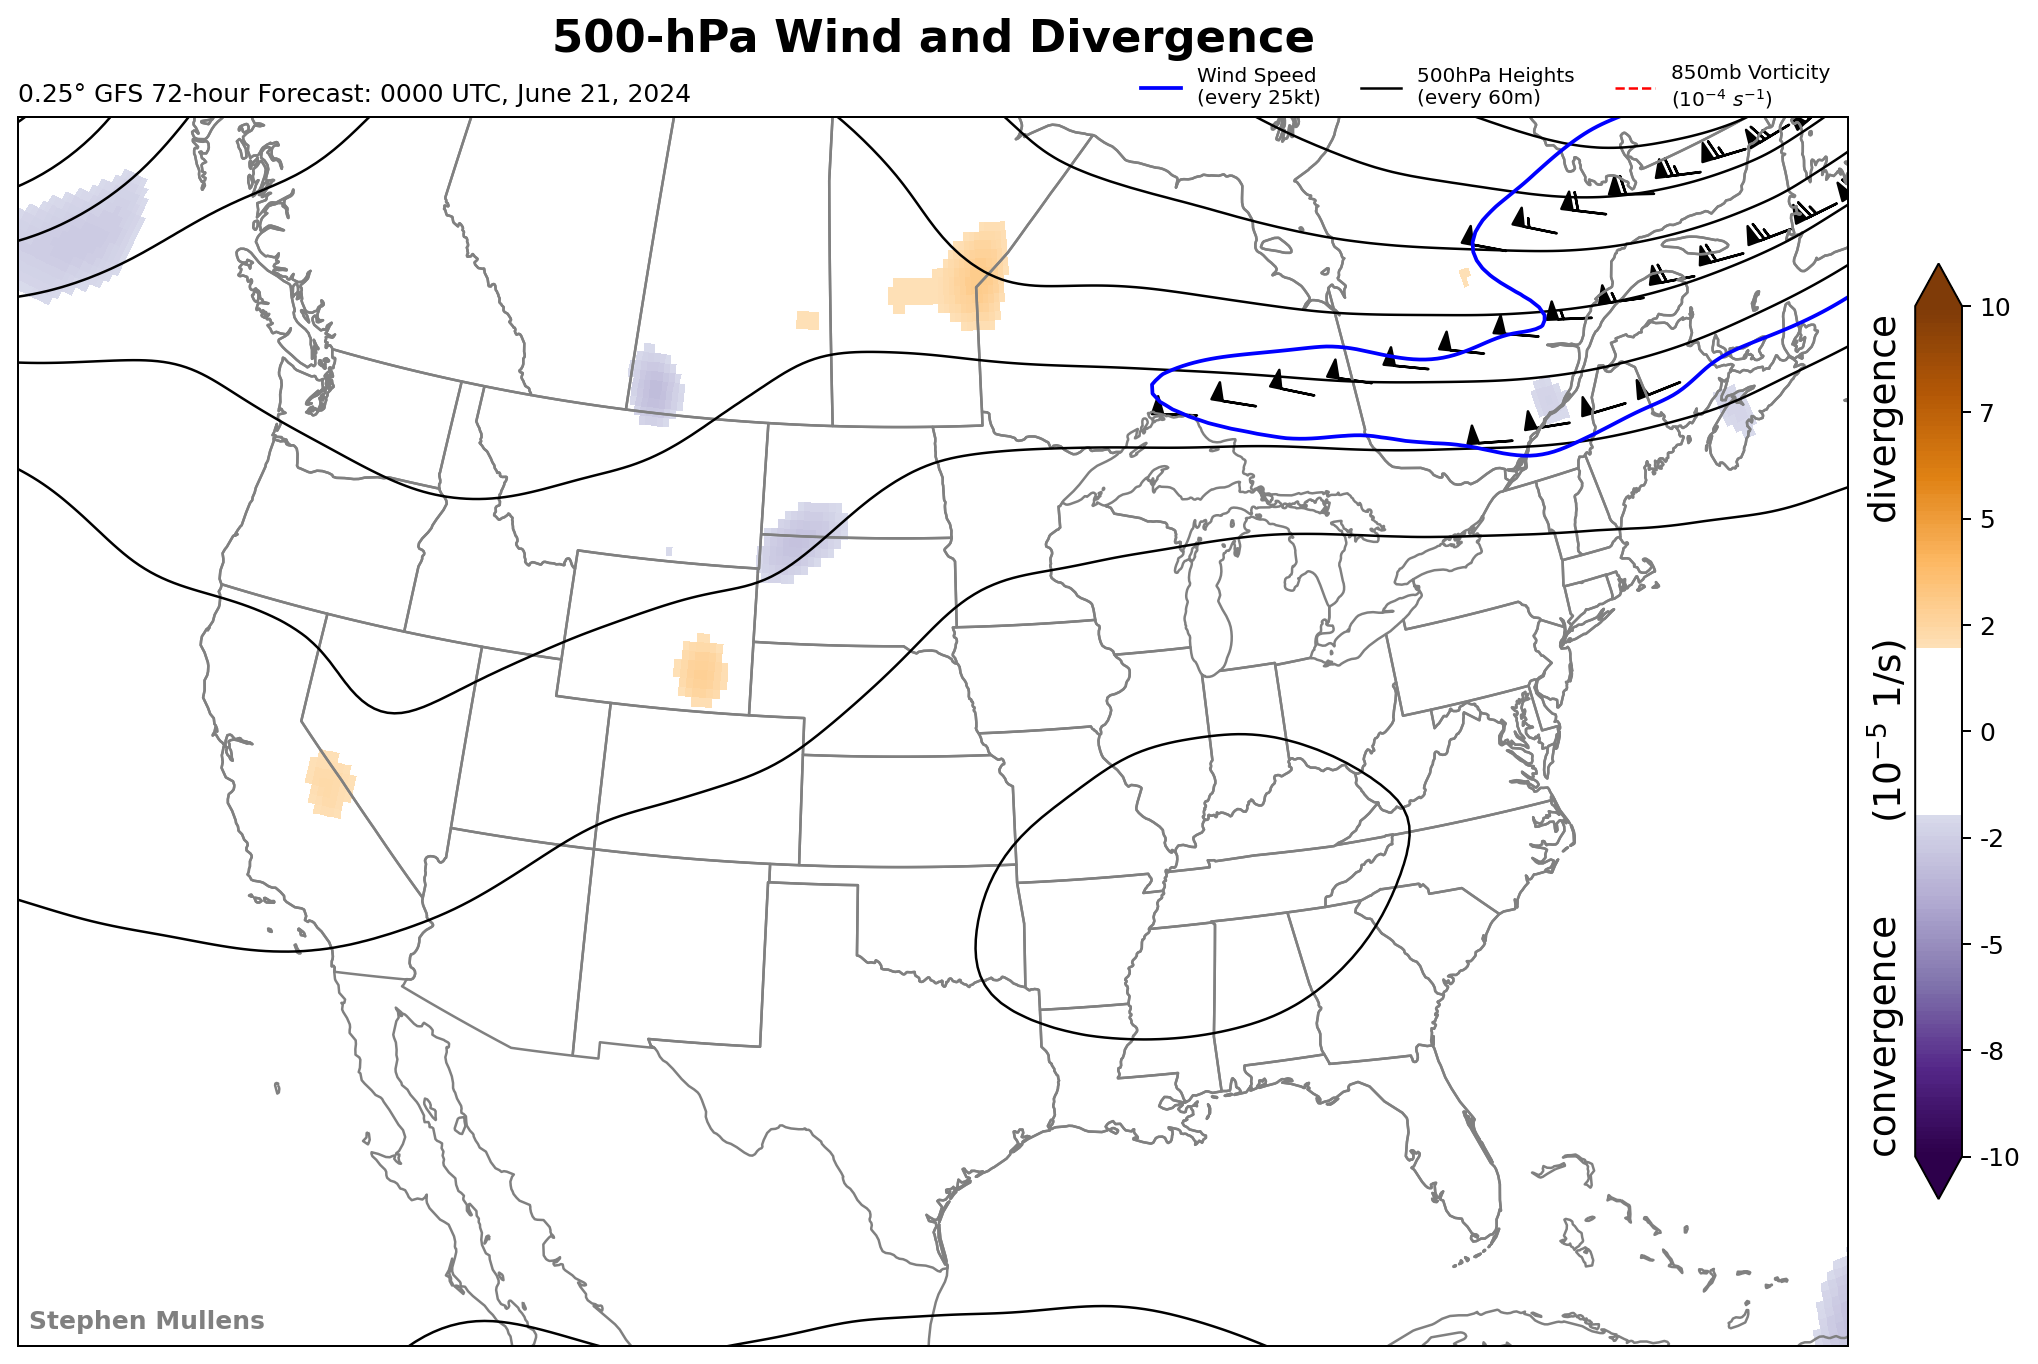 500-hPa Wind and Divergence
0.25° GFS 72-hour Forecast: 0000 UTC, June 21, 2024
Wind Speed
(every 25kt)
500hPa Heights
(every 60m)
850mb Vorticity
(10⁻⁴ s⁻¹)
10
7
5
2
0
-2
-5
-8
-10
convergence (10⁻⁵ 1/s) divergence
Stephen Mullens